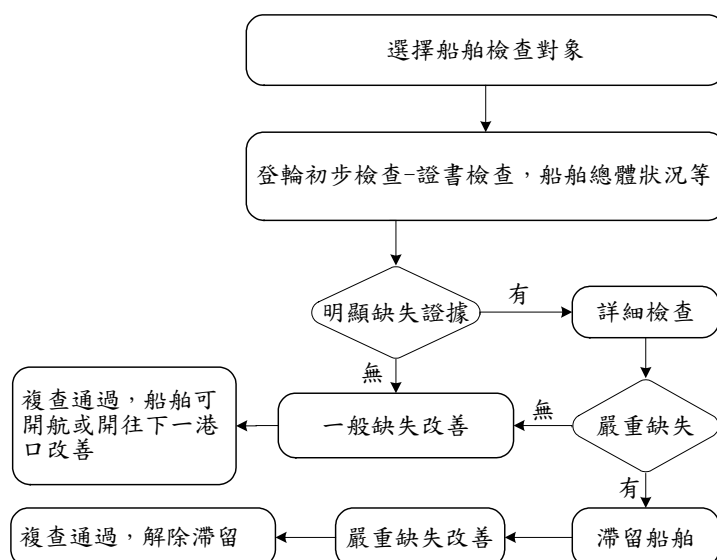 選擇船舶檢查對象
登輪初步檢查-證書檢查，船舶總體狀況等
明顯缺失證據
有
詳細檢查
無
複查通過，船舶可
開航或開往下一港
口改善
一般缺失改善
無
嚴重缺失
有
複查通過，解除滯留
嚴重缺失改善
滯留船舶